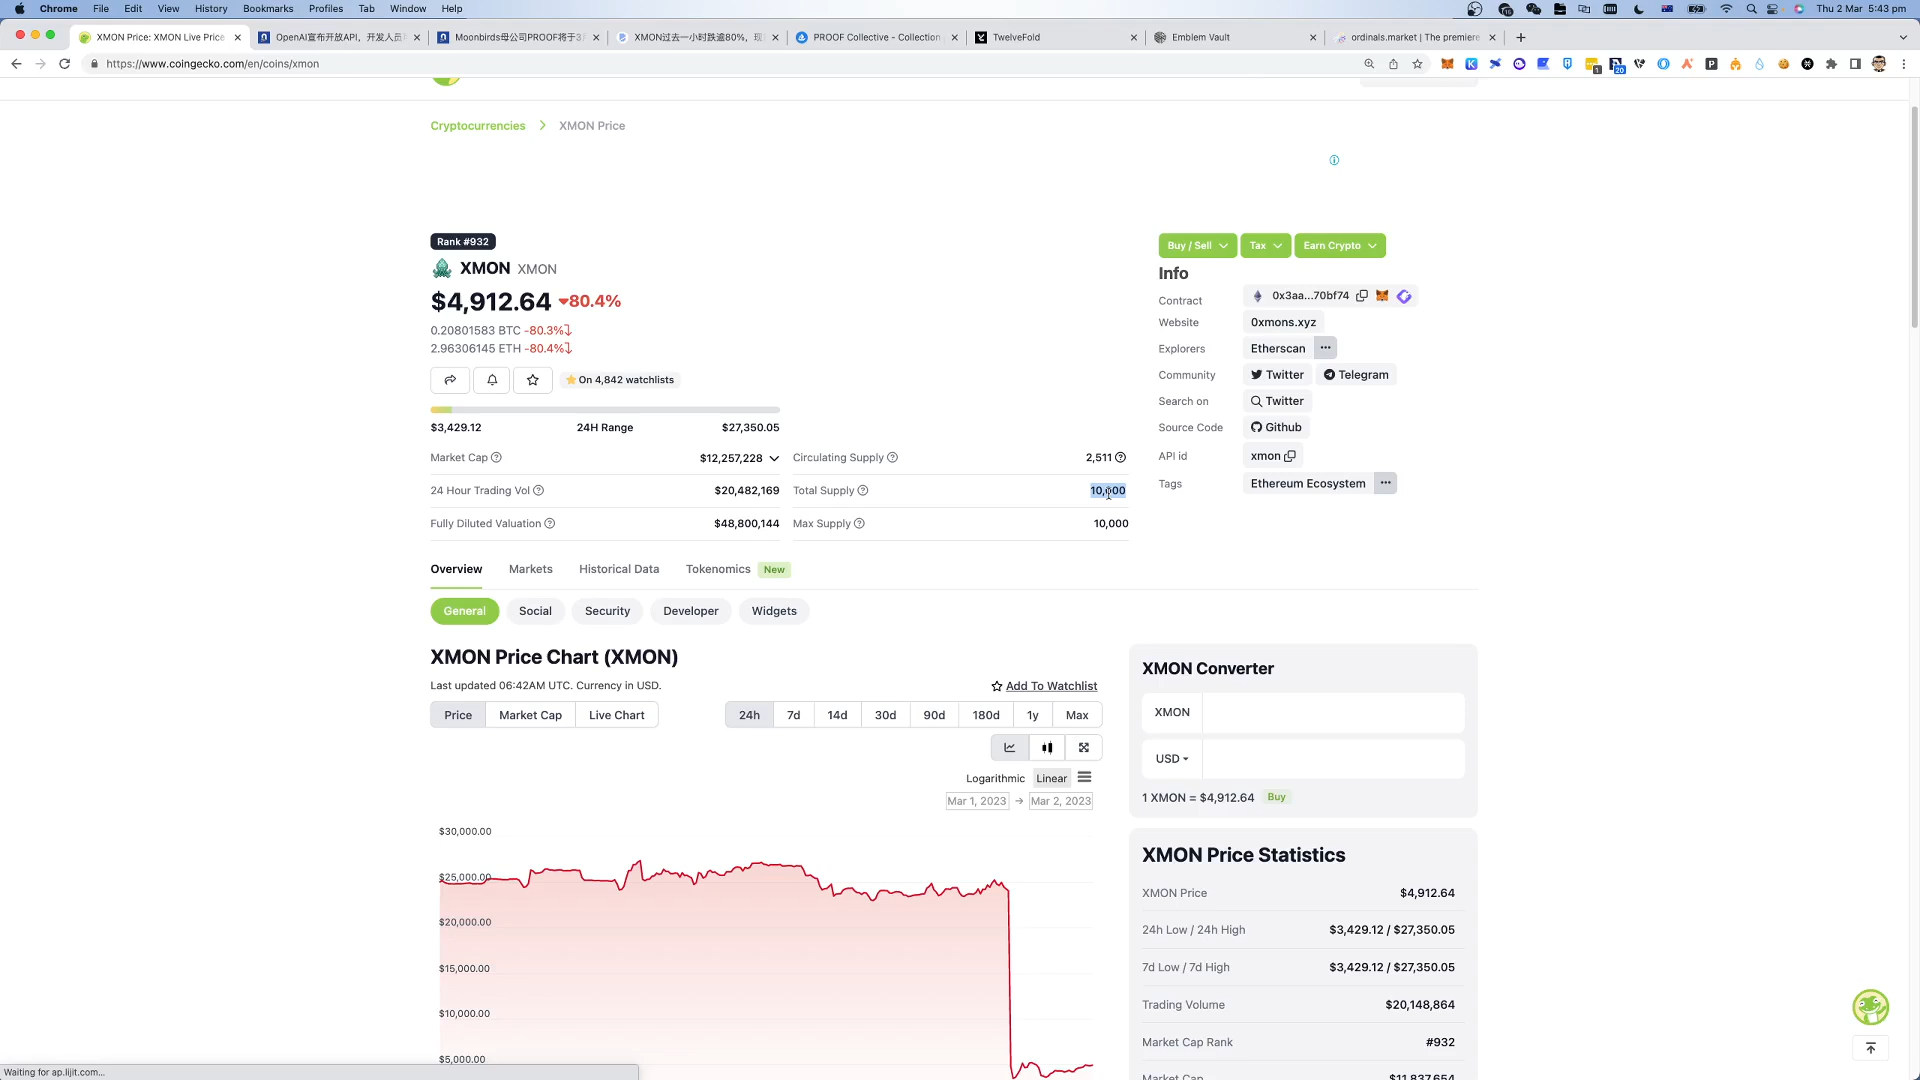 Chrome File Edit View History Bookmarks Profiles Tab Window Help Thu 2 Mar 5:43 pm
XMON Price: XMON Live Price
OpenAI宣布开放API，开发人员
Moonbirds母公司PROOF将于3
XMON过去一小时跌逾80%，现
PROOF Collective - Collection
TwelveFold
Emblem Vault
ordinals.market | The premiere
https://www.coingecko.com/en/coins/xmon
Cryptocurrencies > XMON Price
Rank #932
XMON XMON
$4,912.64 80.4%
0.20801583 BTC -80.3%
2.96306145 ETH -80.4%
On 4,842 watchlists
$3,429.12 24H Range $27,350.05
Market Cap $12,257,228
Circulating Supply 2,511
24 Hour Trading Vol $20,482,169
Total Supply 10,000
Fully Diluted Valuation $48,800,144
Max Supply 10,000
Buy / Sell Tax Earn Crypto
Info
Contract 0x3aa...70bf74
Website 0xmons.xyz
Explorers Etherscan
Community Twitter Telegram
Search on Twitter
Source Code Github
API id xmon
Tags Ethereum Ecosystem
Overview Markets Historical Data Tokenomics New
General Social Security Developer Widgets
XMON Price Chart (XMON)
Last updated 06:42AM UTC. Currency in USD.
Add To Watchlist
Price Market Cap Live Chart
24h 7d 14d 30d 90d 180d 1y Max
Logarithmic Linear
Mar 1, 2023 → Mar 2, 2023
$30,000.00
$25,000.00
$20,000.00
$15,000.00
$10,000.00
$5,000.00
XMON Converter
XMON
USD
1 XMON = $4,912.64 Buy
XMON Price Statistics
XMON Price $4,912.64
24h Low / 24h High $3,429.12 / $27,350.05
7d Low / 7d High $3,429.12 / $27,350.05
Trading Volume $20,148,864
Market Cap Rank #932
Market Cap $11,837,654
Waiting for ap.lijit.com...